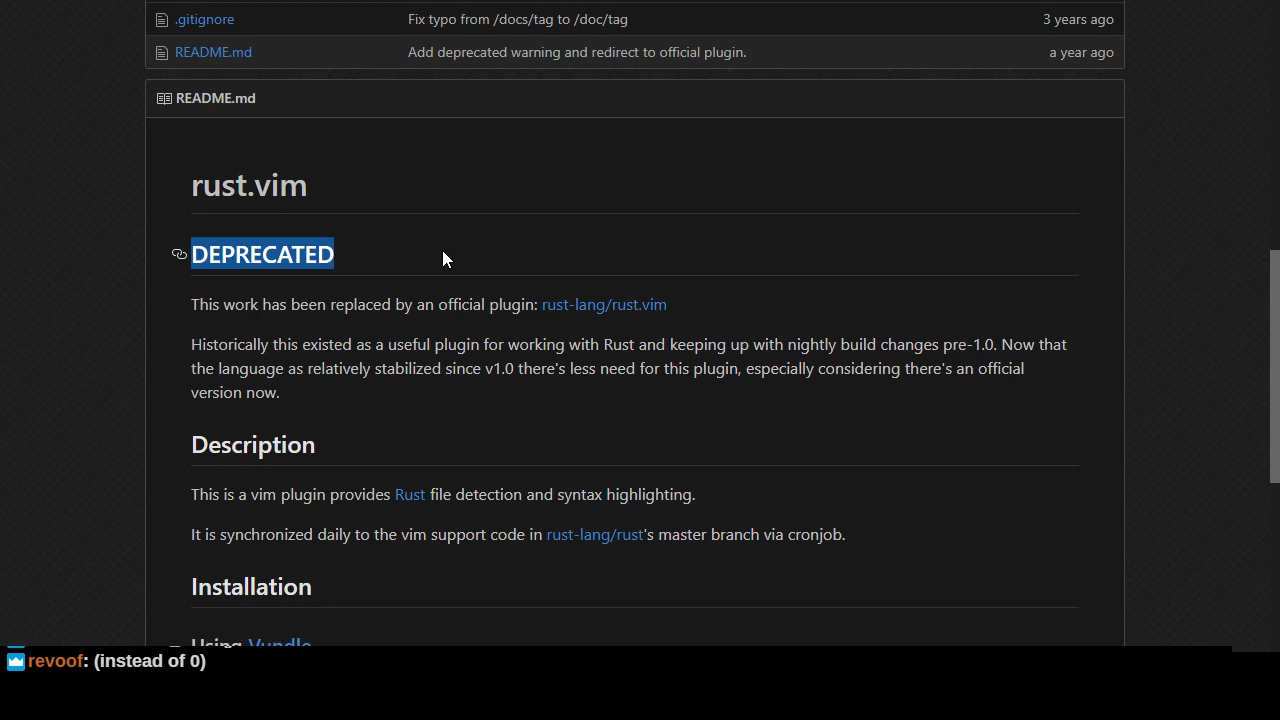 .gitignore Fix typo from /docs/tag to /doc/tag 3 years ago
README.md Add deprecated warning and redirect to official plugin. a year ago
README.md
rust.vim
DEPRECATED
This work has been replaced by an official plugin: rust-lang/rust.vim
Historically this existed as a useful plugin for working with Rust and keeping up with nightly build changes pre-1.0. Now that
the language as relatively stabilized since v1.0 there's less need for this plugin, especially considering there's an official
version now.
Description
This is a vim plugin provides Rust file detection and syntax highlighting.
It is synchronized daily to the vim support code in rust-lang/rust's master branch via cronjob.
Installation
Using Vundle
revoof: (instead of 0)